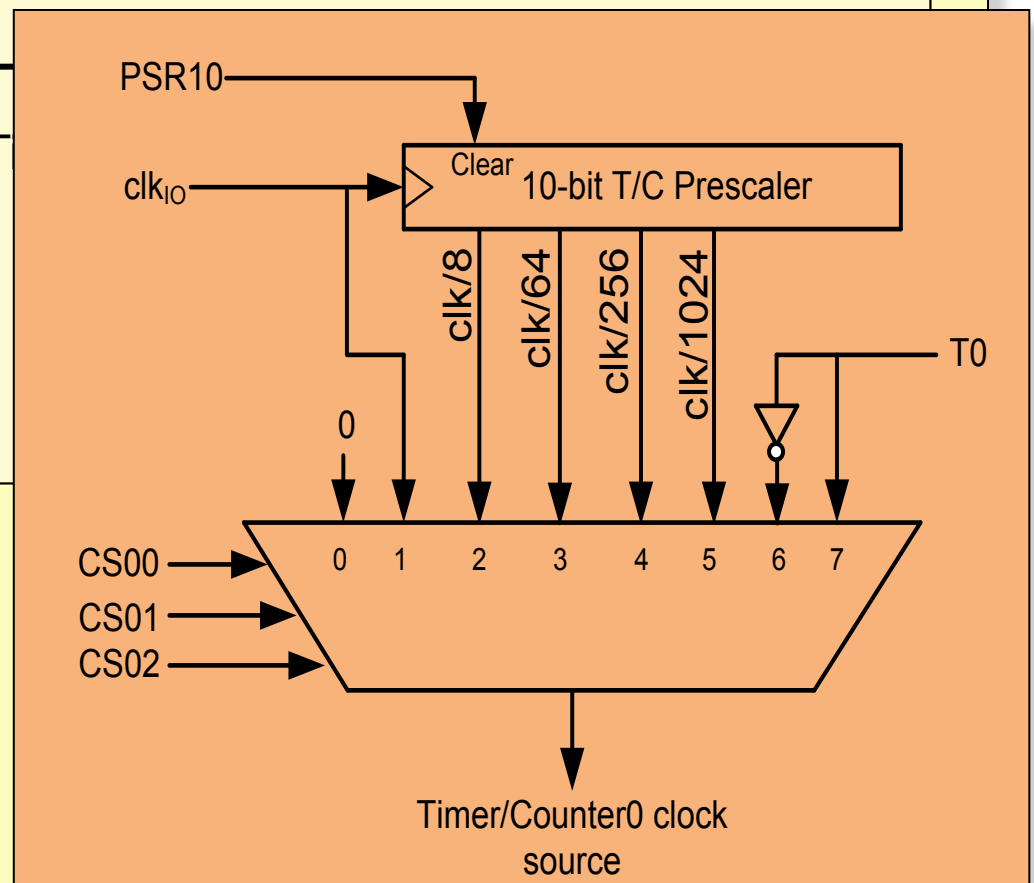 PSR10
Clear
10-bit T/C Prescaler
clkIO
clk/8
clk/64
clk/256
clk/1024
T0
0
0 1 2 3 4 5 6 7
CS00
CS01
CS02
Timer/Counter0 clock
source